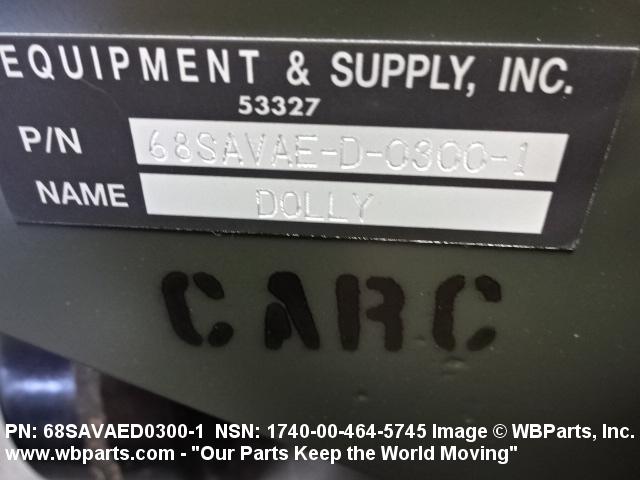 EQUIPMENT & SUPPLY, INC.
53327
P/N 68SAVAE-D-0300-1
NAME DOLLY
CARC
PN: 68SAVAED0300-1 NSN: 1740-00-464-5745 Image © WBParts, Inc.
www.wbparts.com - "Our Parts Keep the World Moving"